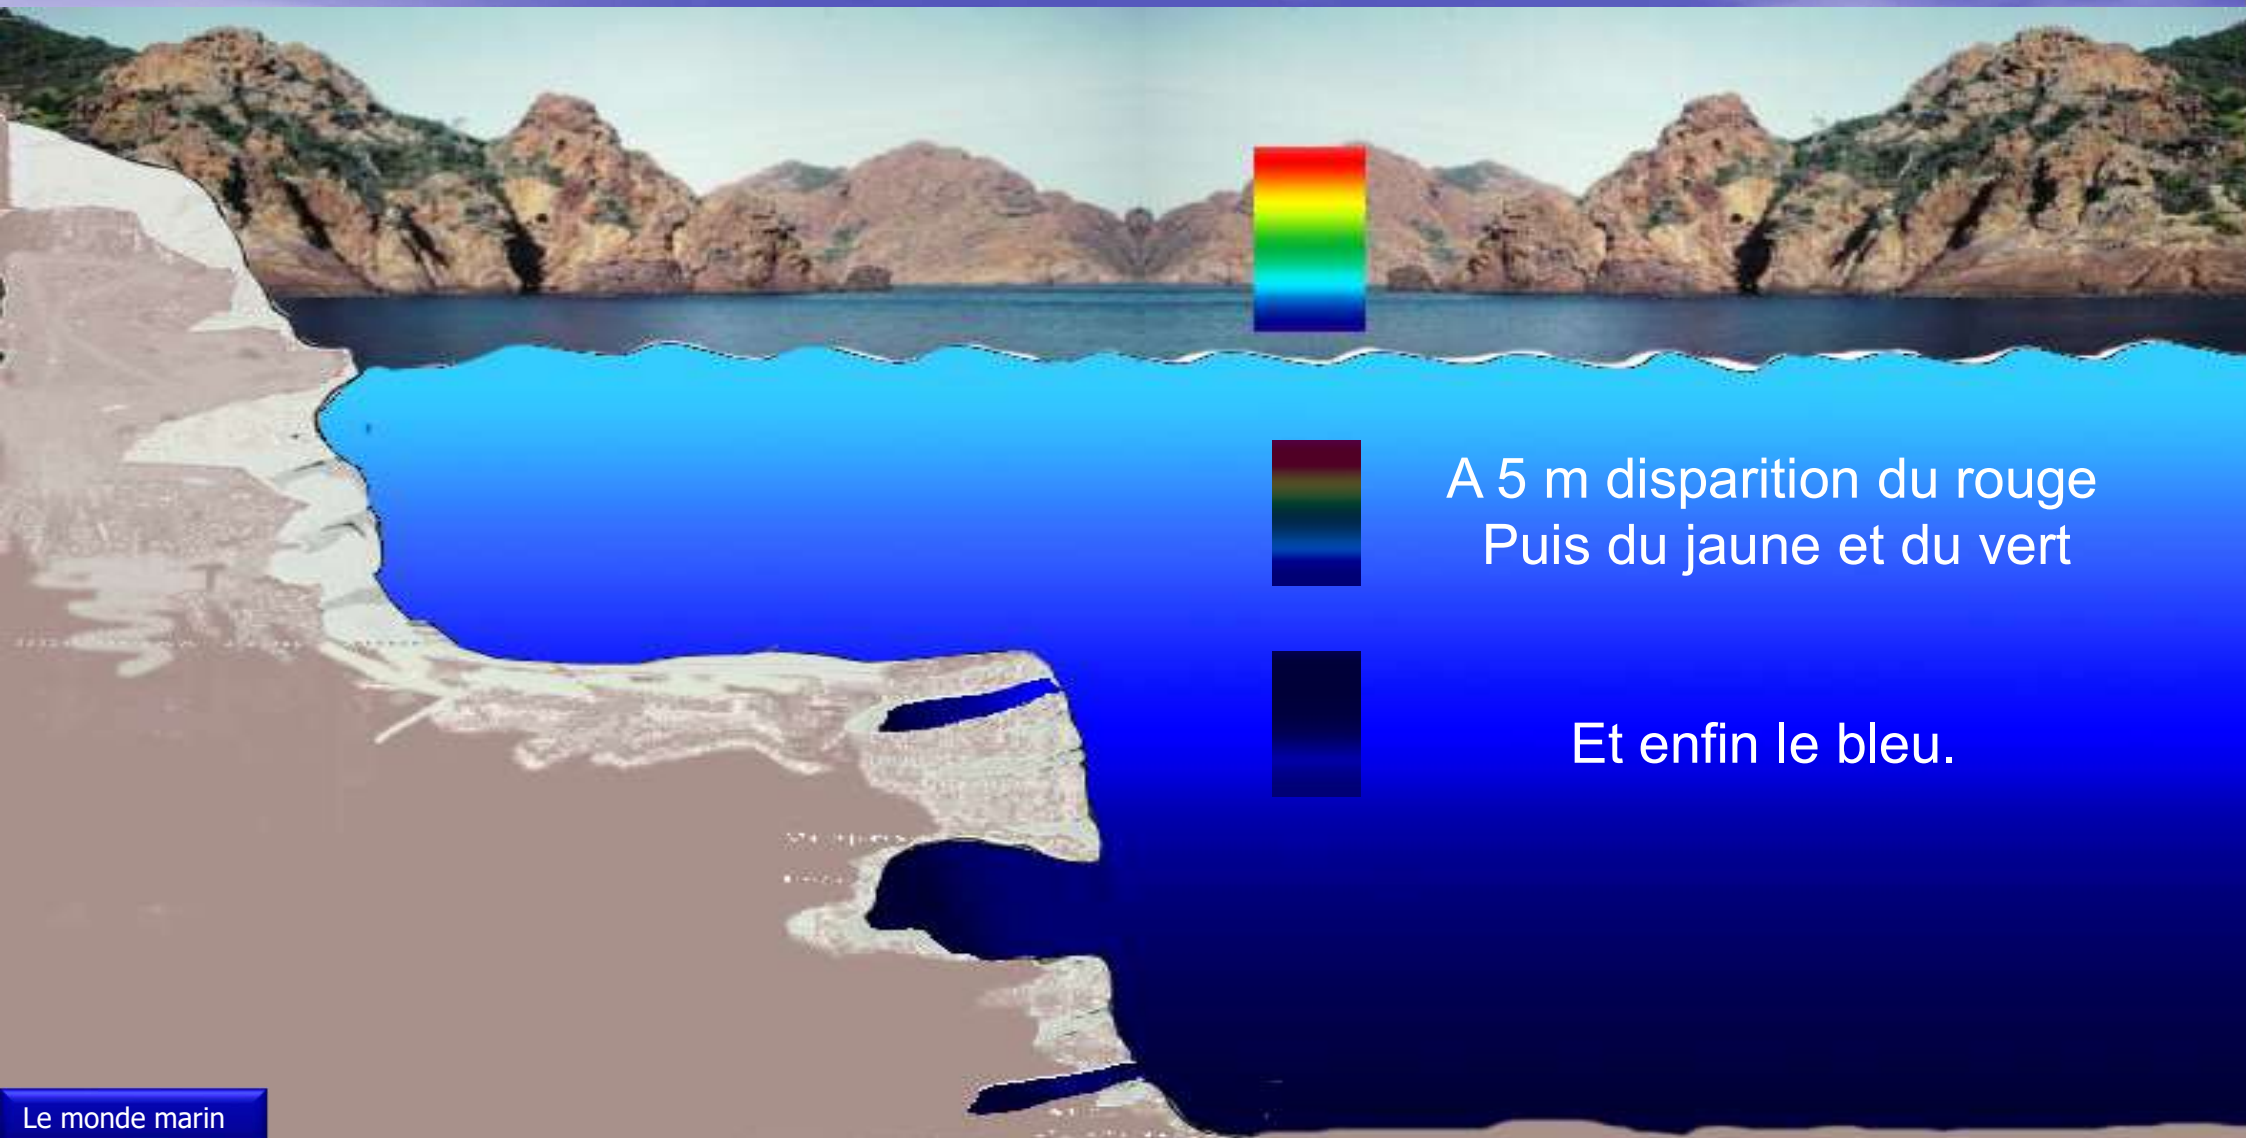 A 5 m disparition du rouge
Puis du jaune et du vert
Et enfin le bleu.
Le monde marin